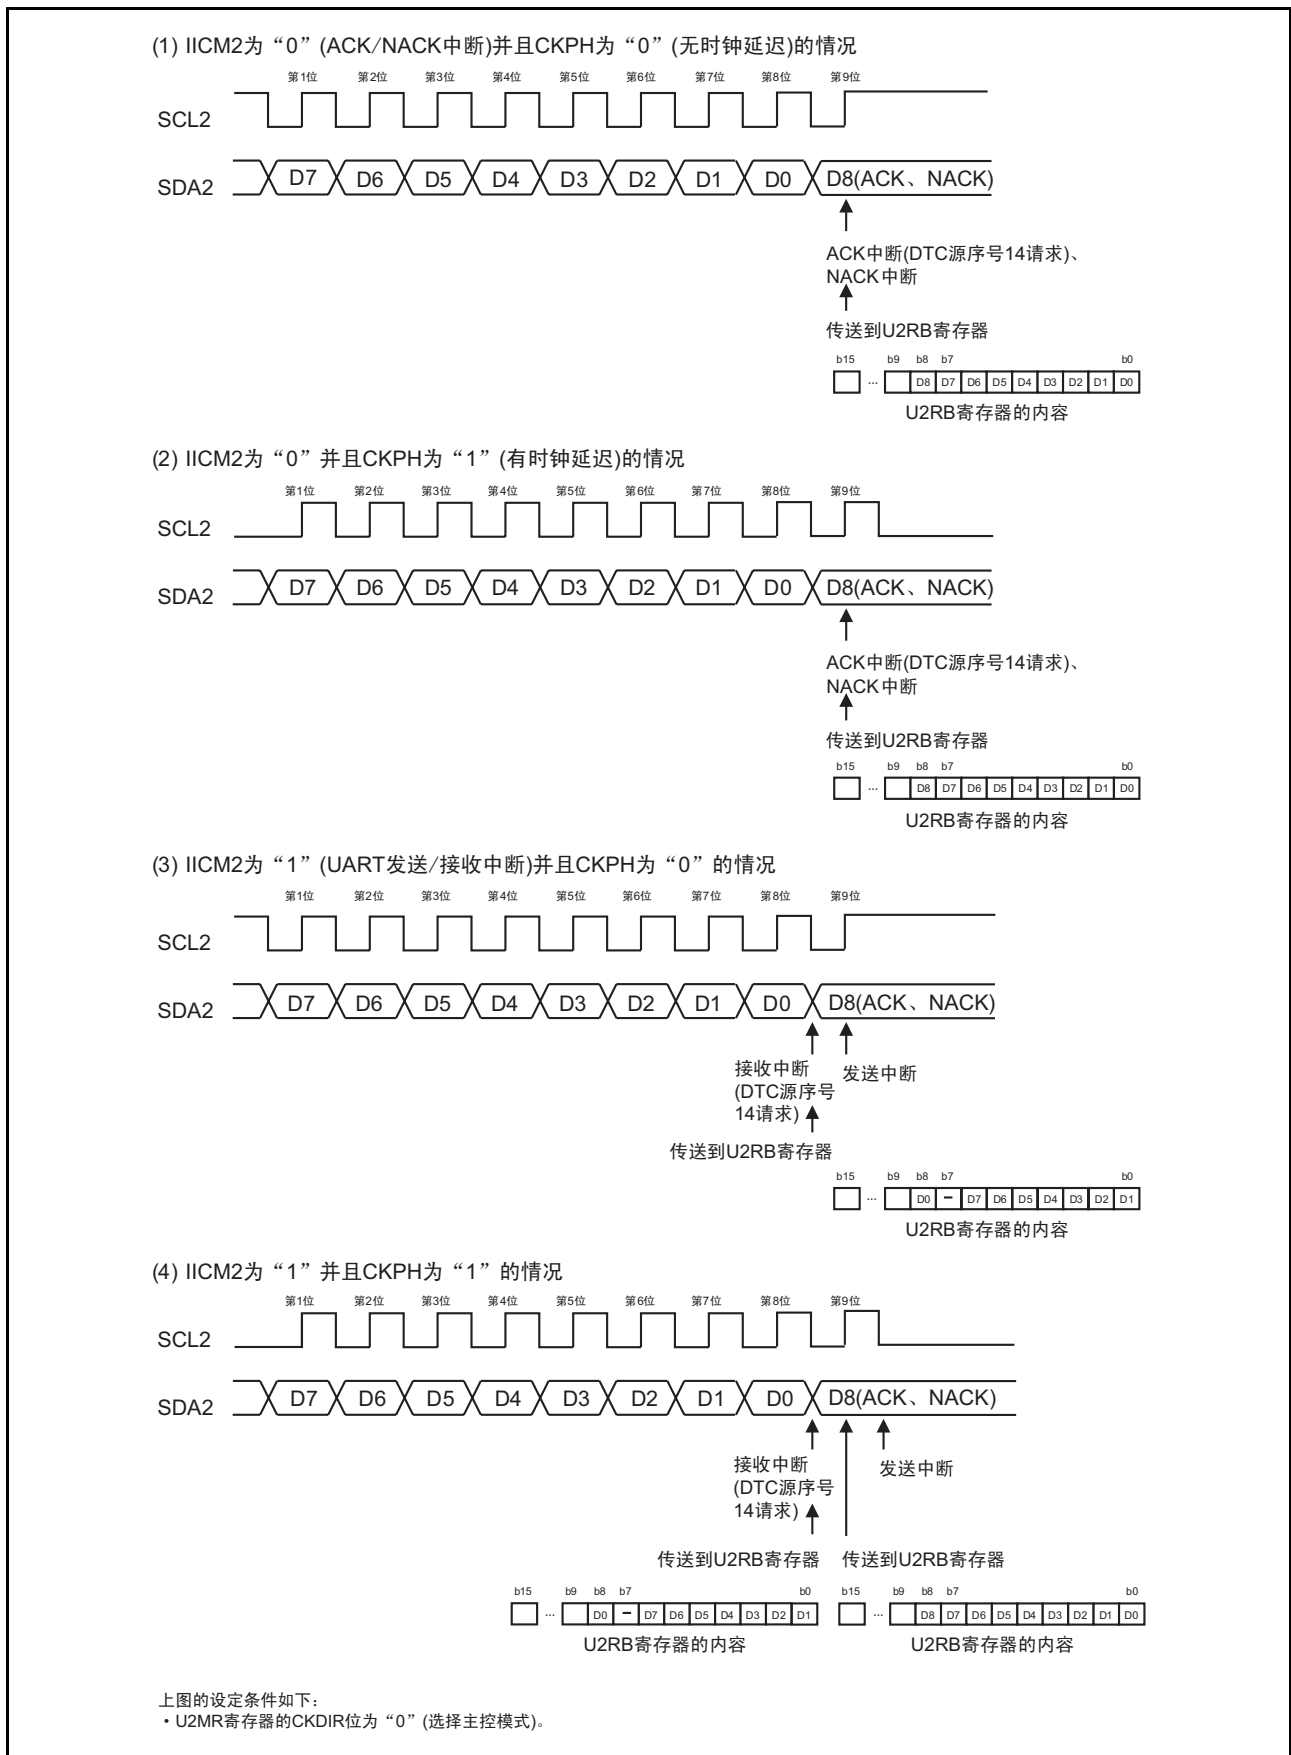 (1) IICM2为“0”(ACK/NACK中断)并且CKPH为“0”(无时钟延迟)的情况
第1位 第2位 第3位 第4位 第5位 第6位 第7位 第8位 第9位
SCL2
SDA2 D7 D6 D5 D4 D3 D2 D1 D0 D8(ACK、NACK)
ACK中断(DTC源序号14请求)、
NACK中断
传送到U2RB寄存器
b15 b9 b8 b7 b0
... D8 D7 D6 D5 D4 D3 D2 D1 D0
U2RB寄存器的内容
(2) IICM2为“0”并且CKPH为“1”(有时钟延迟)的情况
第1位 第2位 第3位 第4位 第5位 第6位 第7位 第8位 第9位
SCL2
SDA2 D7 D6 D5 D4 D3 D2 D1 D0 D8(ACK、NACK)
ACK中断(DTC源序号14请求)、
NACK中断
传送到U2RB寄存器
b15 b9 b8 b7 b0
... D8 D7 D6 D5 D4 D3 D2 D1 D0
U2RB寄存器的内容
(3) IICM2为“1”(UART发送/接收中断)并且CKPH为“0”的情况
第1位 第2位 第3位 第4位 第5位 第6位 第7位 第8位 第9位
SCL2
SDA2 D7 D6 D5 D4 D3 D2 D1 D0 D8(ACK、NACK)
接收中断 发送中断
(DTC源序号
14请求)
传送到U2RB寄存器
b15 b9 b8 b7 b0
... D0 – D7 D6 D5 D4 D3 D2 D1
U2RB寄存器的内容
(4) IICM2为“1”并且CKPH为“1”的情况
第1位 第2位 第3位 第4位 第5位 第6位 第7位 第8位 第9位
SCL2
SDA2 D7 D6 D5 D4 D3 D2 D1 D0 D8(ACK、NACK)
接收中断 发送中断
(DTC源序号
14请求)
传送到U2RB寄存器 传送到U2RB寄存器
b15 b9 b8 b7 b0 b15 b9 b8 b7 b0
... D0 – D7 D6 D5 D4 D3 D2 D1 ... D8 D7 D6 D5 D4 D3 D2 D1 D0
U2RB寄存器的内容 U2RB寄存器的内容
上图的设定条件如下:
・U2MR寄存器的CKDIR位为“0”(选择主控模式)。